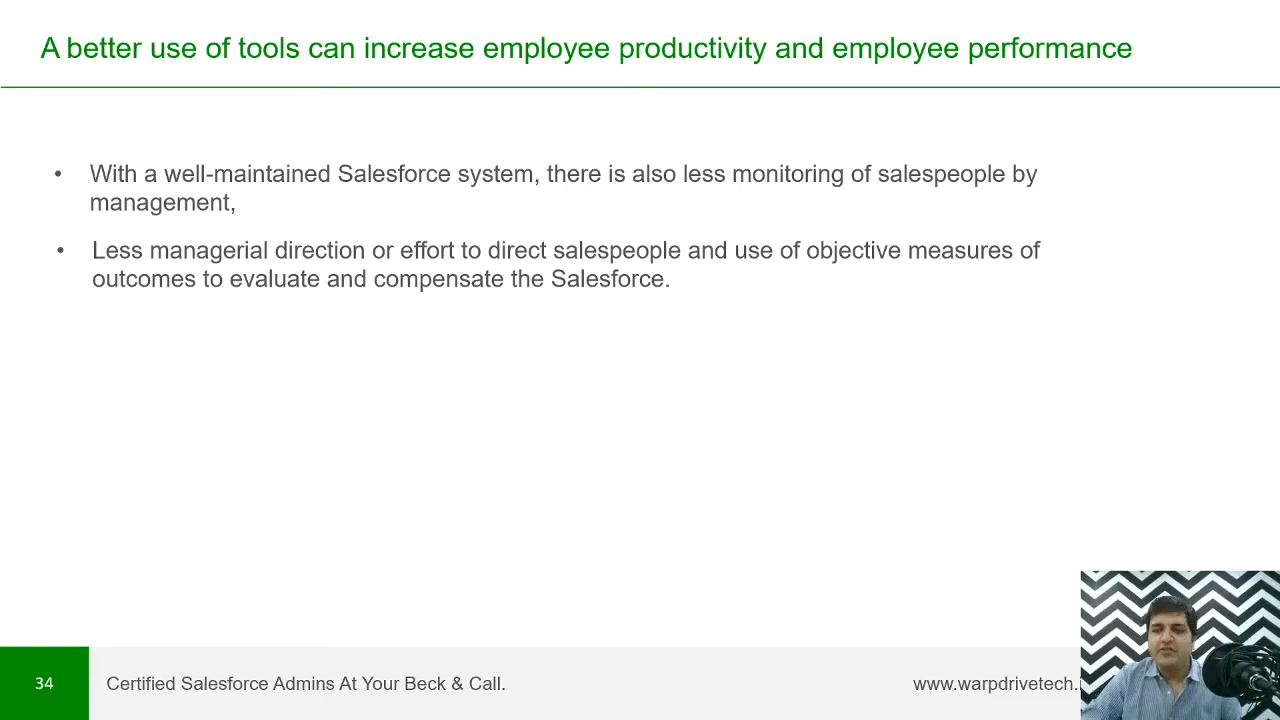 A better use of tools can increase employee productivity and employee performance
• With a well-maintained Salesforce system, there is also less monitoring of salespeople by
management,
• Less managerial direction or effort to direct salespeople and use of objective measures of
outcomes to evaluate and compensate the Salesforce.
34
Certified Salesforce Admins At Your Beck & Call.
www.warpdrivetech.